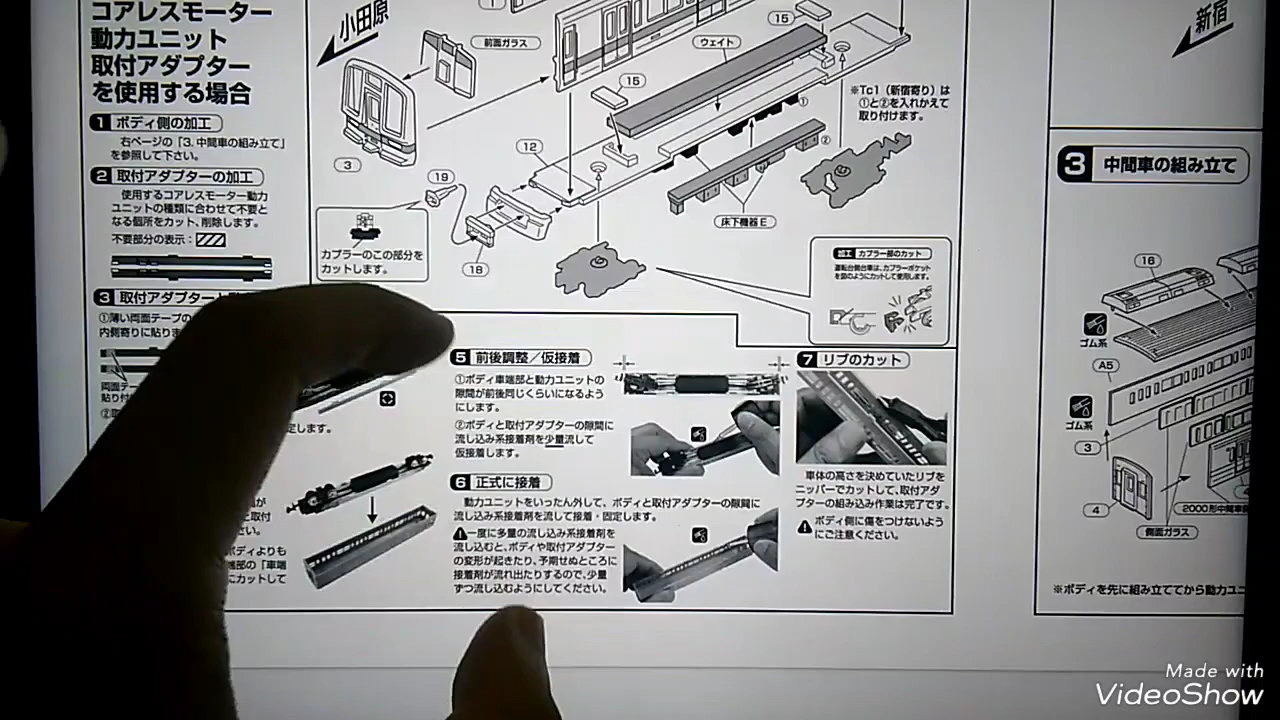 コアレスモーター
動力ユニット
取付アダプター
を使用する場合
1 ボディ側の加工
右ページの「3.中間車の組み立て」
を参照して下さい。
2 取付アダプターの加工
使用するコアレスモーター動力
ユニットの種類に合わせて不要と
なる個所をカット、削除します。
不要部分の表示:
3 取付アダプター
①薄い両面テープの
内側寄りに貼りま
両面テー
貼り付
小田原
前面ガラス
3
19
カプラーのこの部分を
カットします。
12
15
15
ウェイト
①
②
※Tc1(新宿寄り)は
①と②を入れかえて
取り付けます。
18
床下機器E
加工 カプラー部のカット
運転台側台車は、カプラーポケット
を図のようにカットして使用します。
定します。
5 前後調整/仮接着
①ボディ車端部と動力ユニットの
隙間が前後同じくらいになるよう
にします。
②ボディと取付アダプターの隙間に
流し込み系接着剤を少量流して
仮接着します。
6 正式に接着
動力ユニットをいったん外して、ボディと取付アダプターの隙間に
流し込み系接着剤を流して接着・固定します。
一度に多量の流し込み系接着剤を
流し込むと、ボディや取付アダプター
の変形が起きたり、予期せぬところに
接着剤が流れ出たりするので、少量
ずつ流し込むようにしてください。
7 リブのカット
車体の高さを決めていたリブを
ニッパーでカットして、取付アダ
プターの組み込み作業は完了です。
ボディ側に傷をつけないよう
にご注意ください。
が
取付
い。
ボディよりも
端部の「車端
にカットして
新宿
3 中間車の組み立て
16
ゴム系
A5
ゴム系
3
4
2000形中間車
側面ガラス
※ボディを先に組み立ててから動力ユニ
Made with
VideoShow